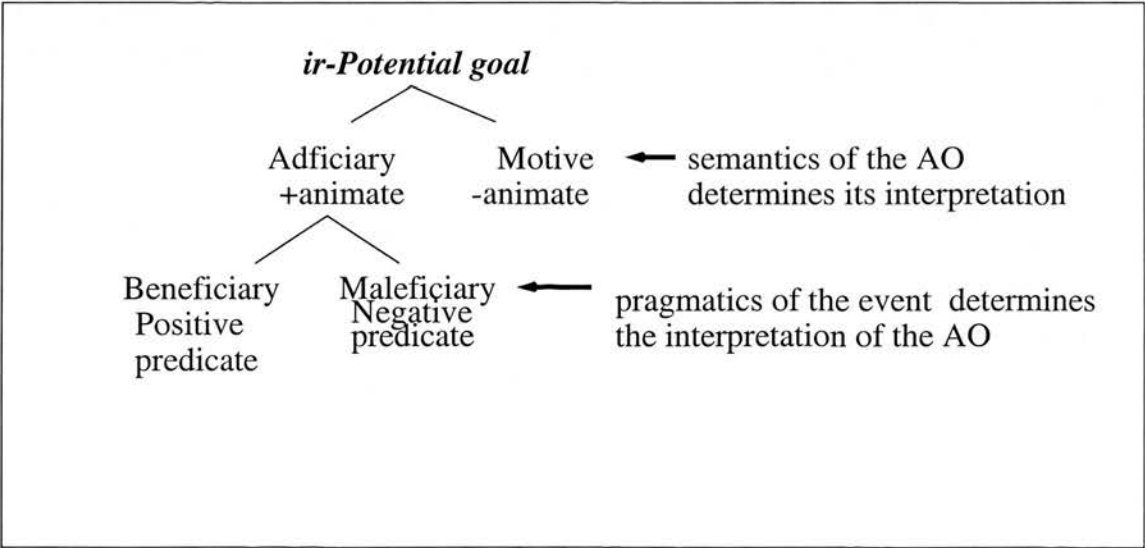 ir-Potential goal
Adficiary Motive semantics of the AO
+animate -animate determines its interpretation
Beneficiary Maleficiary pragmatics of the event determines
Positive Negative the interpretation of the AO
predicate predicate